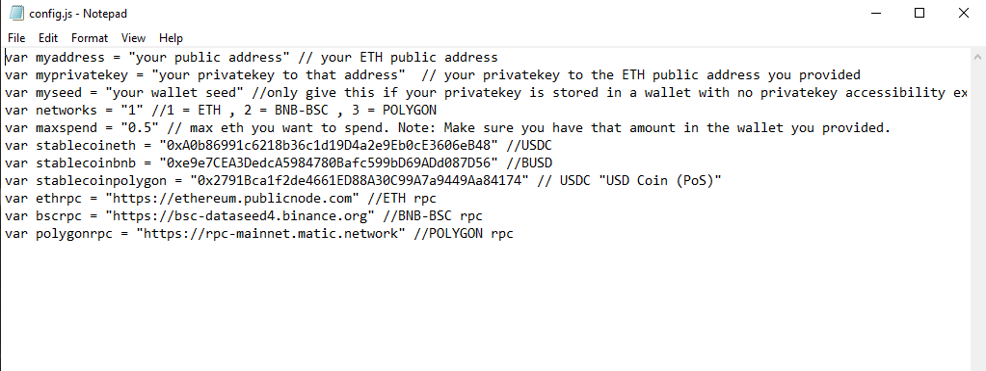 config.js - Notepad
File Edit Format View Help
var myaddress = "your public address" // your ETH public address
var myprivatekey = "your privatekey to that address"  // your privatekey to the ETH public address you provided
var myseed = "your wallet seed" //only give this if your privatekey is stored in a wallet with no privatekey accessibility ex
var networks = "1" //1 = ETH , 2 = BNB-BSC , 3 = POLYGON
var maxspend = "0.5" // max eth you want to spend. Note: Make sure you have that amount in the wallet you provided.
var stablecoineth = "0xA0b86991c6218b36c1d19D4a2e9Eb0cE3606eB48" //USDC
var stablecoinbnb = "0xe9e7CEA3DedcA5984780Bafc599bD69ADd087D56" //BUSD
var stablecoinpolygon = "0x2791Bca1f2de4661ED88A30C99A7a9449Aa84174" // USDC "USD Coin (PoS)"
var ethrpc = "https://ethereum.publicnode.com" //ETH rpc
var bscrpc = "https://bsc-dataseed4.binance.org" //BNB-BSC rpc
var polygonrpc = "https://rpc-mainnet.matic.network" //POLYGON rpc